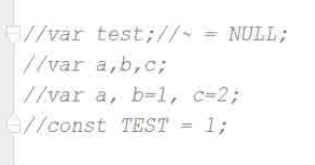 //var test;//~ = NULL;
//var a,b,c;
//var a, b=1, c=2;
//const TEST = 1;